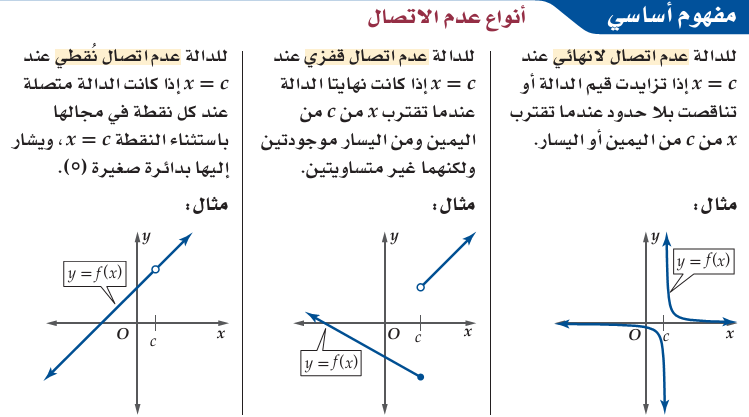 مفهوم أساسي
أنواع عدم الاتصال
للدالة عدم اتصال لانهائي عند
x = c إذا تزايدت قيم الدالة أو
تناقصت بلا حدود عندما تقترب
x من c من اليمين أو اليسار.
مثال:
y
y = f(x)
O
c
x
للدالة عدم اتصال قفزي عند
x = c إذا كانت نهايتا الدالة
عندما تقترب x من c من
اليمين ومن اليسار موجودتين
ولكنهما غير متساويتين.
مثال:
y
O
c
x
y = f(x)
للدالة عدم اتصال نُقطي عند
x = c إذا كانت الدالة متصلة
عند كل نقطة في مجالها
باستثناء النقطة x = c، ويشار
إليها بدائرة صغيرة (○).
مثال:
y
y = f(x)
O
c
x